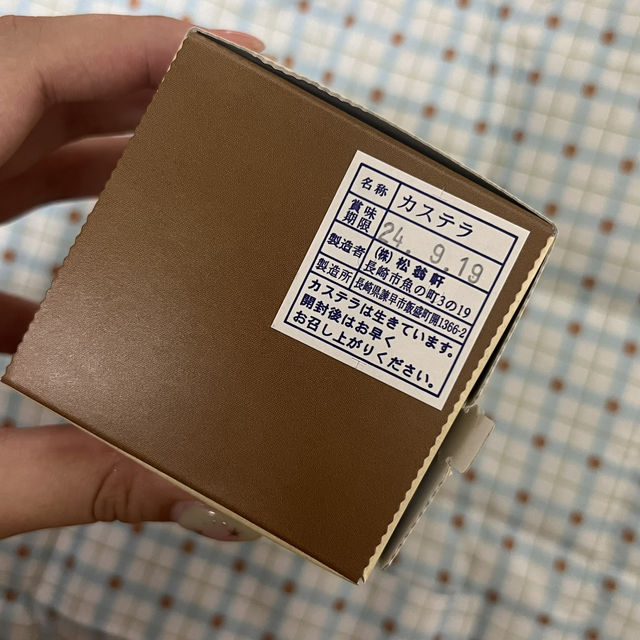 名称 カステラ
賞味期限 24. 9.19
製造者 (株)松翁軒
長崎市魚の町3の19
製造所 長崎県諫早市飯盛町開1366-2
カステラは生きています。
開封後はお早く
お召し上がりください。